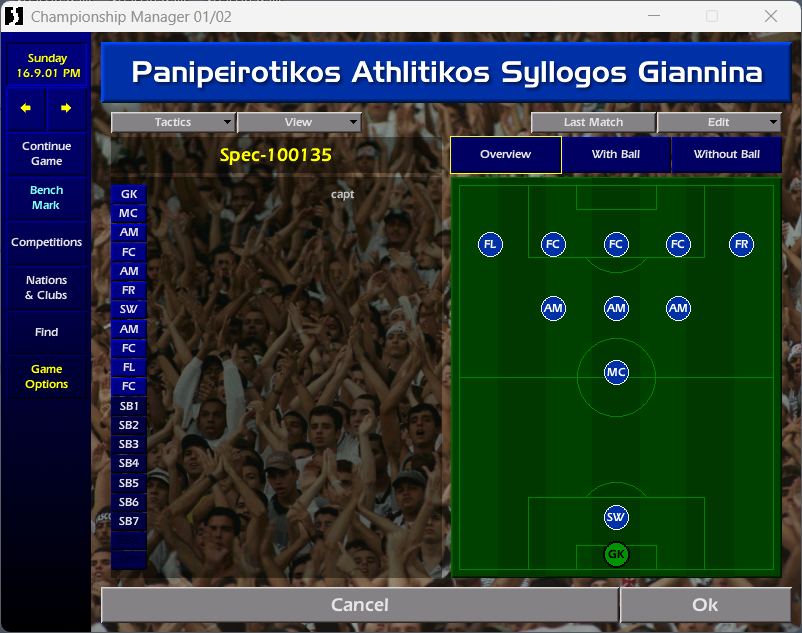 Championship Manager 01/02
Sunday
16.9.01 PM
Continue
Game
Bench
Mark
Competitions
Nations
& Clubs
Find
Game
Options
Panipeirotikos Athlitikos Syllogos Giannina
Tactics
View
Last Match
Edit
Spec-100135
Overview
With Ball
Without Ball
GK capt
MC
AM
FC
AM
FR
SW
AM
FC
FL
FC
SB1
SB2
SB3
SB4
SB5
SB6
SB7
FL FC FC FC FR
AM AM AM
MC
SW
GK
Cancel
Ok